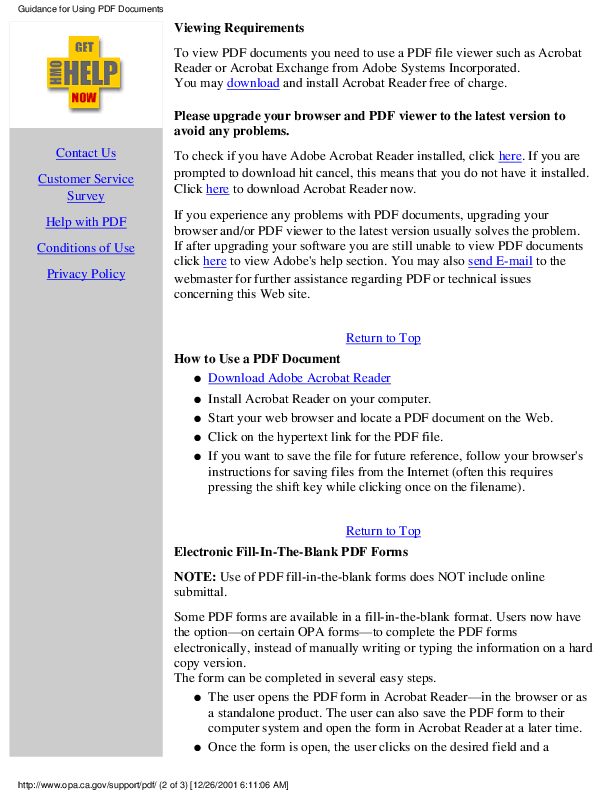 Guidance for Using PDF Documents
GET
HMO
HELP
NOW
Contact Us
Customer Service
Survey
Help with PDF
Conditions of Use
Privacy Policy
Viewing Requirements
To view PDF documents you need to use a PDF file viewer such as Acrobat
Reader or Acrobat Exchange from Adobe Systems Incorporated.
You may download and install Acrobat Reader free of charge.
Please upgrade your browser and PDF viewer to the latest version to
avoid any problems.
To check if you have Adobe Acrobat Reader installed, click here. If you are
prompted to download hit cancel, this means that you do not have it installed.
Click here to download Acrobat Reader now.
If you experience any problems with PDF documents, upgrading your
browser and/or PDF viewer to the latest version usually solves the problem.
If after upgrading your software you are still unable to view PDF documents
click here to view Adobe's help section. You may also send E-mail to the
webmaster for further assistance regarding PDF or technical issues
concerning this Web site.
Return to Top
How to Use a PDF Document
● Download Adobe Acrobat Reader
● Install Acrobat Reader on your computer.
● Start your web browser and locate a PDF document on the Web.
● Click on the hypertext link for the PDF file.
● If you want to save the file for future reference, follow your browser's
instructions for saving files from the Internet (often this requires
pressing the shift key while clicking once on the filename).
Return to Top
Electronic Fill-In-The-Blank PDF Forms
NOTE: Use of PDF fill-in-the-blank forms does NOT include online
submittal.
Some PDF forms are available in a fill-in-the-blank format. Users now have
the option—on certain OPA forms—to complete the PDF forms
electronically, instead of manually writing or typing the information on a hard
copy version.
The form can be completed in several easy steps.
● The user opens the PDF form in Acrobat Reader—in the browser or as
a standalone product. The user can also save the PDF form to their
computer system and open the form in Acrobat Reader at a later time.
● Once the form is open, the user clicks on the desired field and a
http://www.opa.ca.gov/support/pdf/ (2 of 3) [12/26/2001 6:11:06 AM]